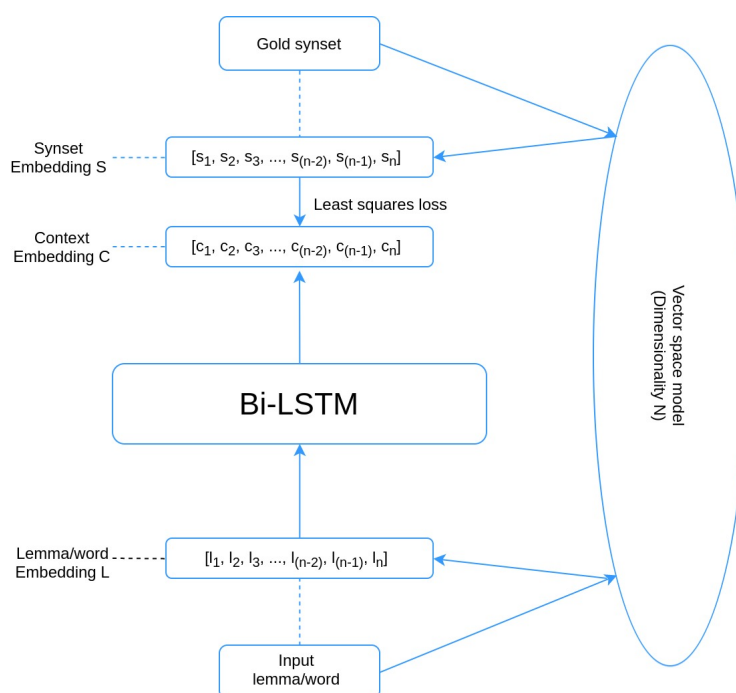 Gold synset
Synset
Embedding S
[s1, s2, s3, ..., s(n-2), s(n-1), sn]
Least squares loss
Context
Embedding C
[c1, c2, c3, ..., c(n-2), c(n-1), cn]
Vector space model
(Dimensionality N)
Bi-LSTM
Lemma/word
Embedding L
[l1, l2, l3, ..., l(n-2), l(n-1), ln]
Input
lemma/word